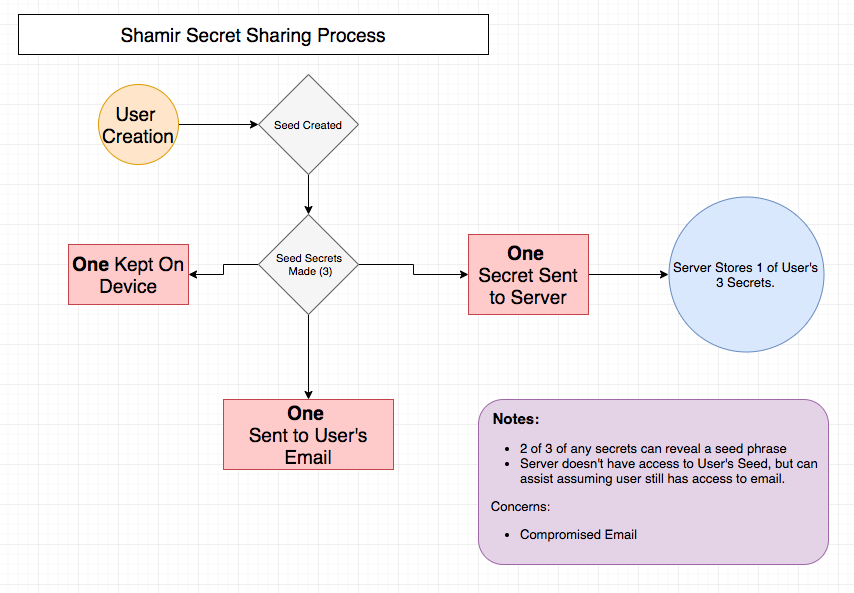 Shamir Secret Sharing Process
User
Creation
Seed Created
Seed Secrets
Made (3)
One Kept On
Device
One
Secret Sent
to Server
Server Stores 1 of User's
3 Secrets.
One
Sent to User's
Email
Notes:
• 2 of 3 of any secrets can reveal a seed phrase
• Server doesn't have access to User's Seed, but can
assist assuming user still has access to email.
Concerns:
• Compromised Email